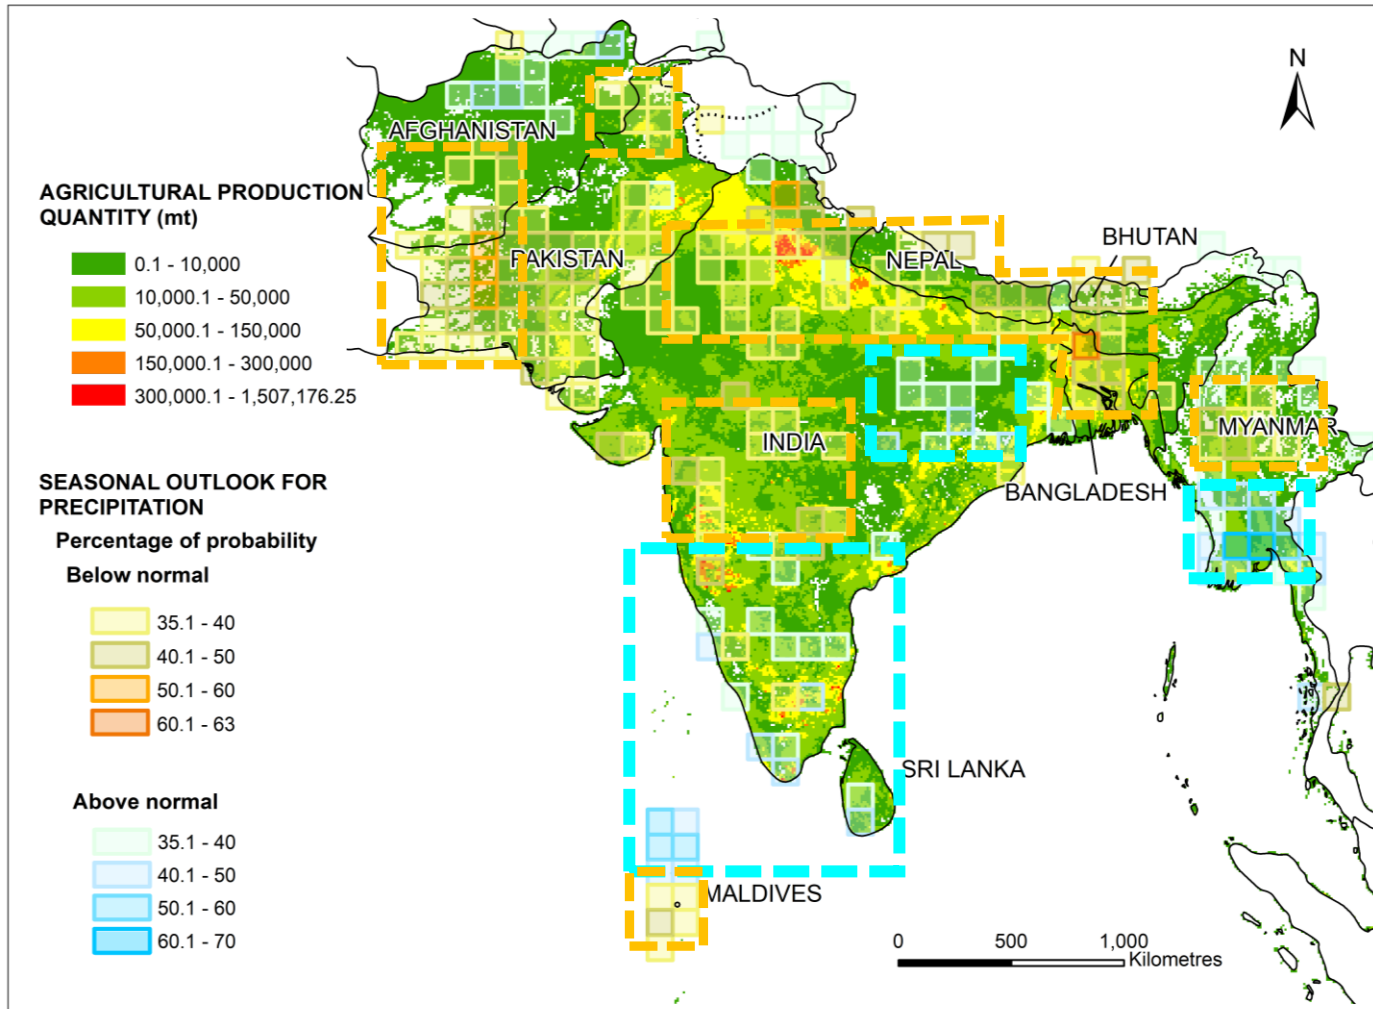 N
AFGHANISTAN
AGRICULTURAL PRODUCTION
QUANTITY (mt)
0.1 - 10,000
10,000.1 - 50,000
50,000.1 - 150,000
150,000.1 - 300,000
300,000.1 - 1,507,176.25
PAKISTAN
NEPAL
BHUTAN
INDIA
MYANMAR
BANGLADESH
SEASONAL OUTLOOK FOR
PRECIPITATION
Percentage of probability
Below normal
35.1 - 40
40.1 - 50
50.1 - 60
60.1 - 63
Above normal
35.1 - 40
40.1 - 50
50.1 - 60
60.1 - 70
SRI LANKA
MALDIVES
0 500 1,000
Kilometres